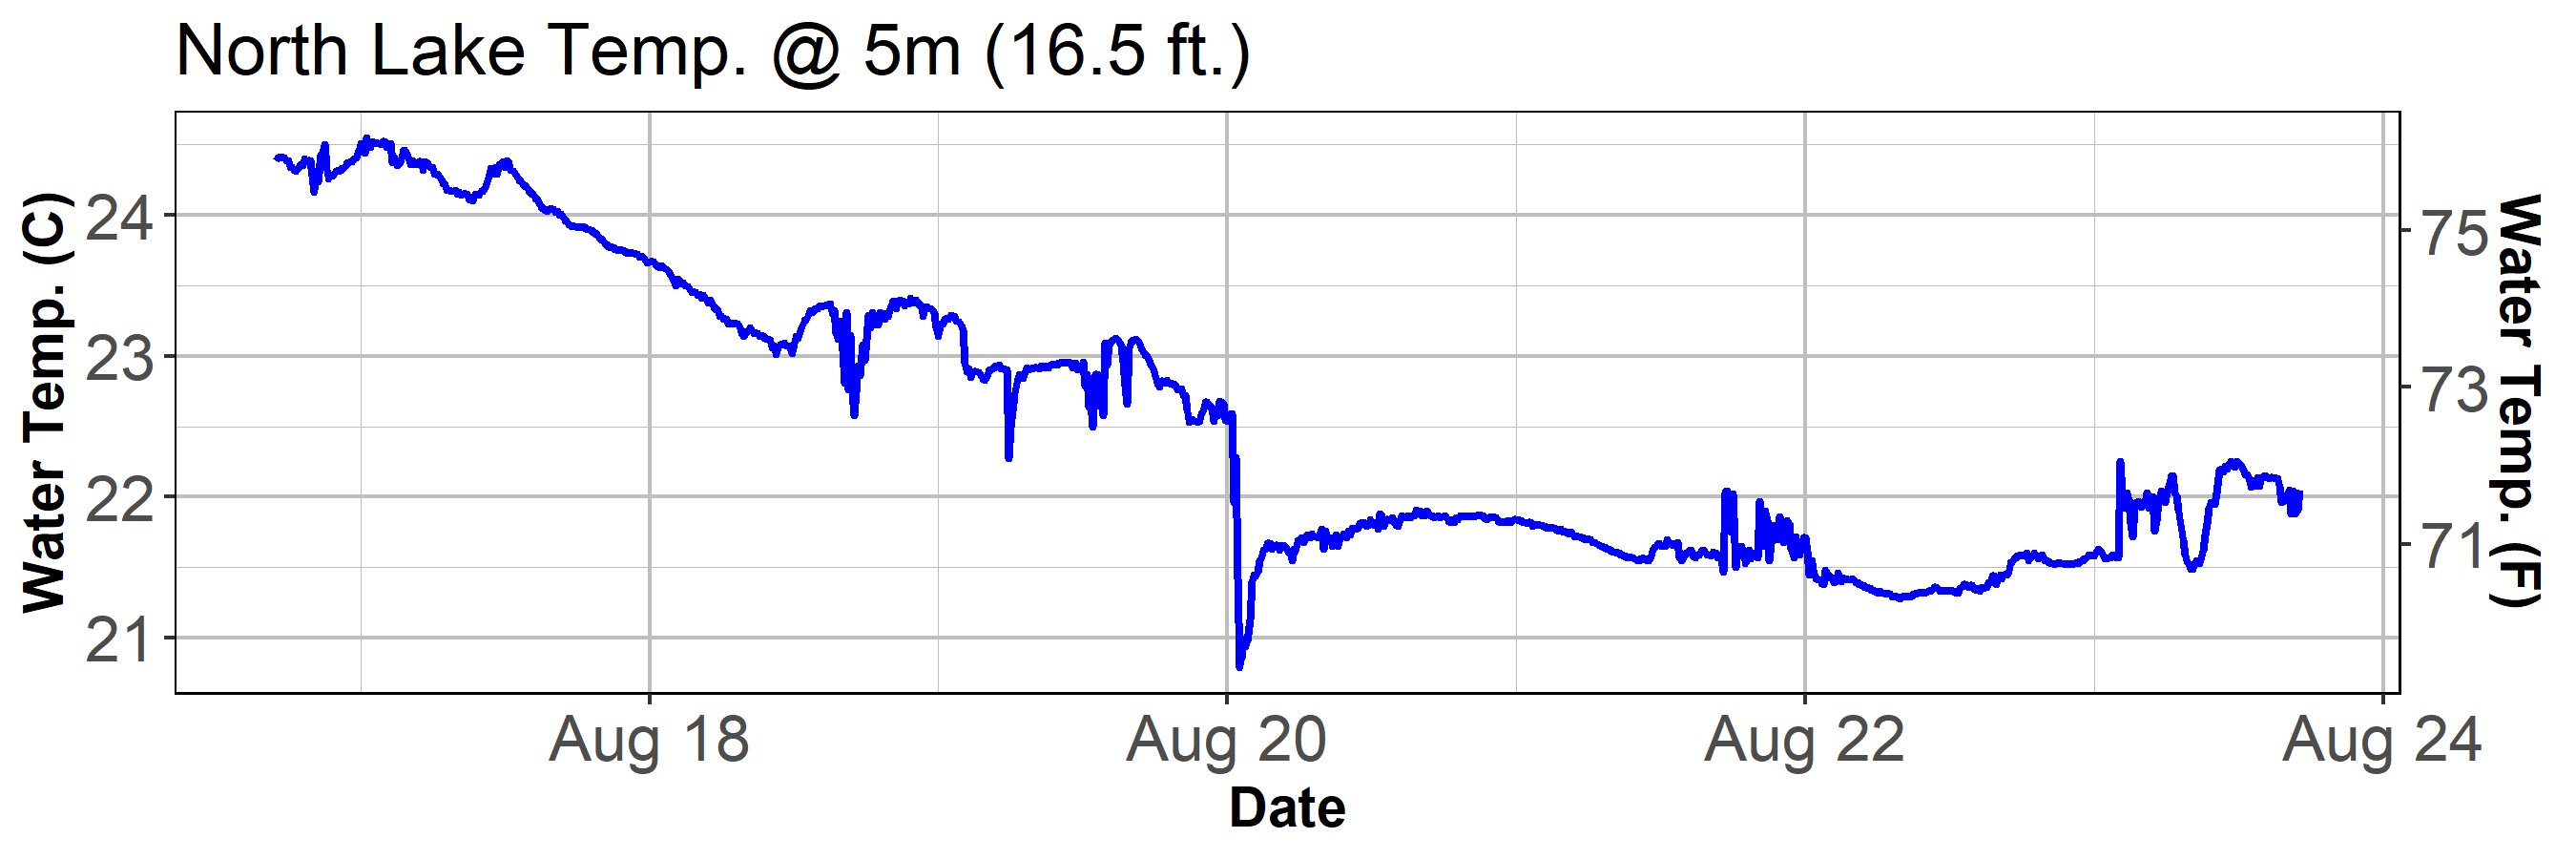 North Lake Temp. @ 5m (16.5 ft.)
Water Temp. (C)
24
23
22
21
75
73
71
Water Temp. (F)
Aug 18
Aug 20
Aug 22
Aug 24
Date